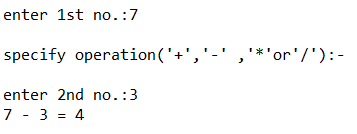 enter 1st no.:7
specify operation('+','-' ,'*'or'/'):-
enter 2nd no.:3
7 - 3 = 4